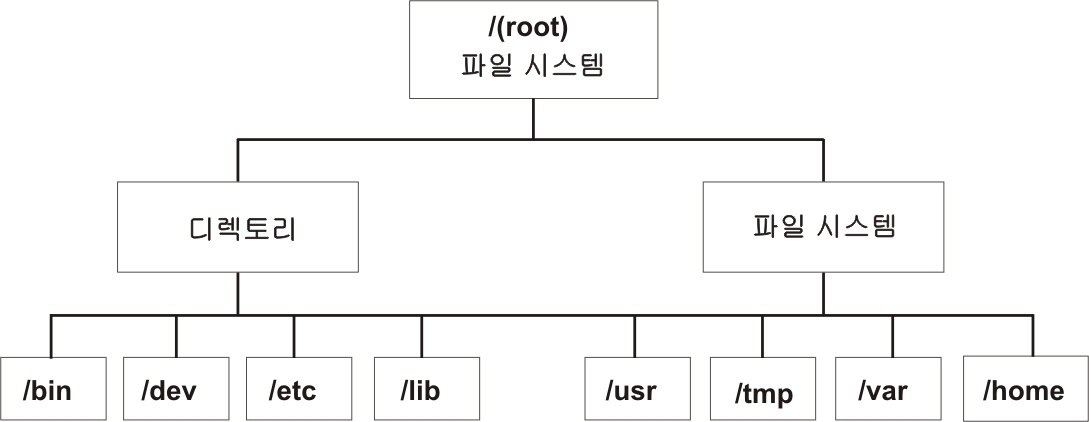 /(root)
파일 시스템
디렉토리
파일 시스템
/bin
/dev
/etc
/lib
/usr
/tmp
/var
/home